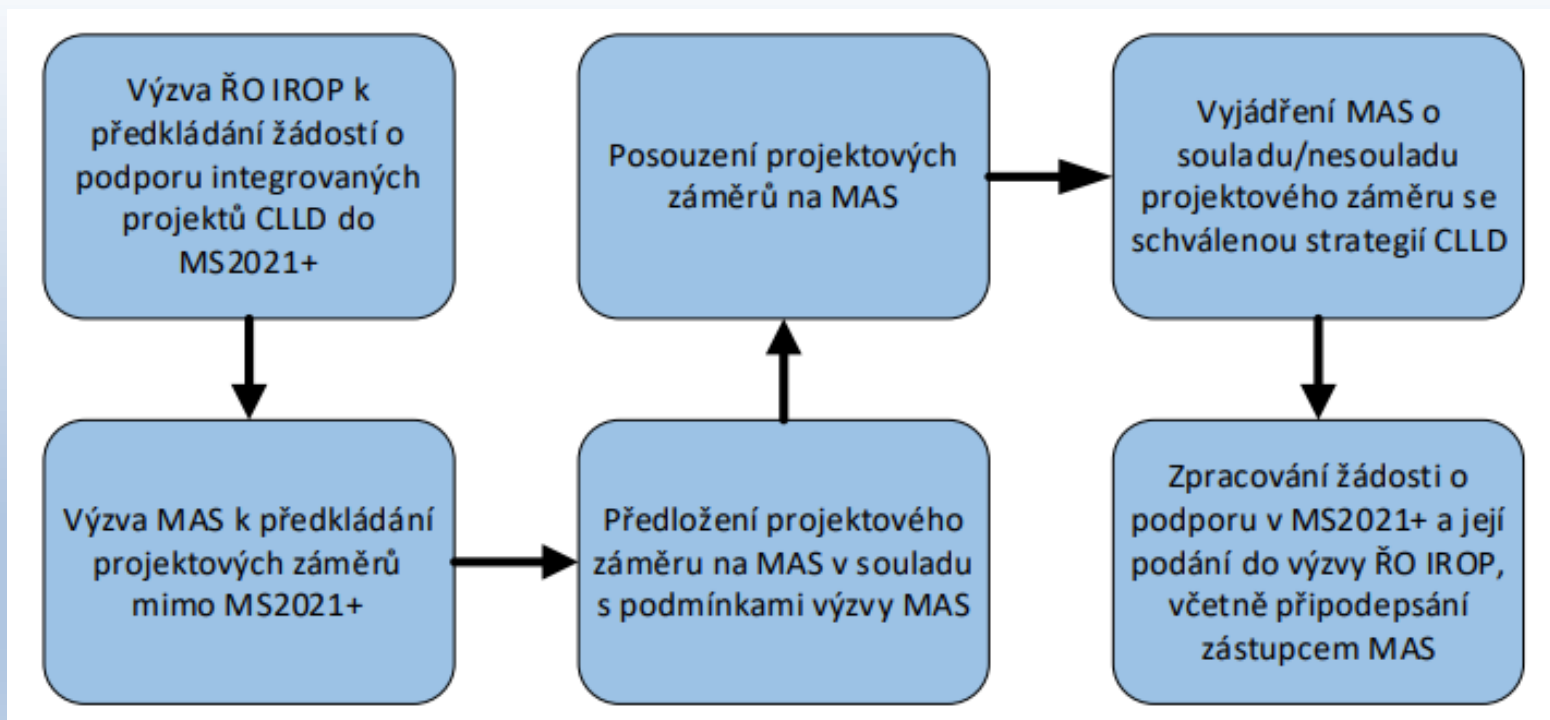 Výzva ŘO IROP k
předkládání žádostí o
podporu integrovaných
projektů CLLD do
MS2021+
Výzva MAS k předkládání
projektových záměrů
mimo MS2021+
Předložení projektového
záměru na MAS v souladu
s podmínkami výzvy MAS
Posouzení projektových
záměrů na MAS
Vyjádření MAS o
souladu/nesouladu
projektového záměru se
schválenou strategií CLLD
Zpracování žádosti o
podporu v MS2021+ a její
podání do výzvy ŘO IROP,
včetně připodepsání
zástupcem MAS